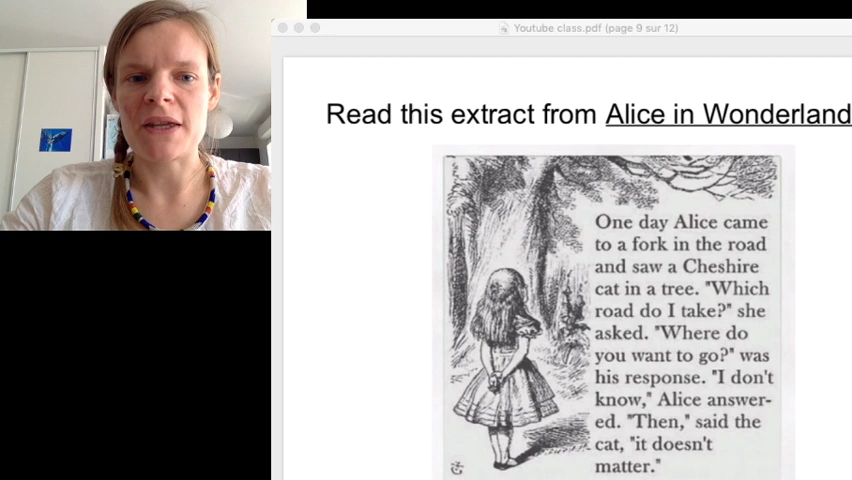 Youtube class.pdf (page 9 sur 12)
Read this extract from Alice in Wonderland
One day Alice came
to a fork in the road
and saw a Cheshire
cat in a tree. "Which
road do I take?" she
asked. "Where do
you want to go?" was
his response. "I don't
know," Alice answer-
ed. "Then," said the
cat, "it doesn't
matter."